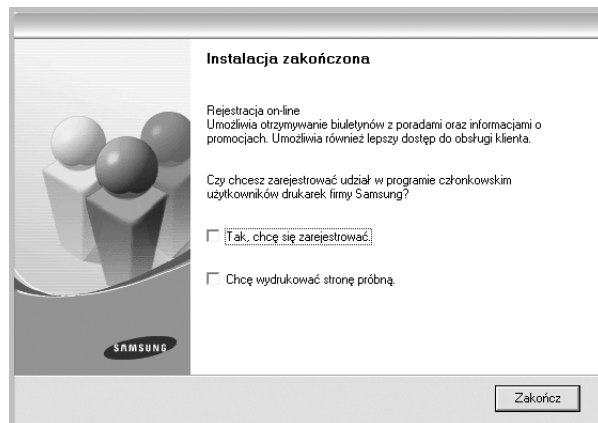 Instalacja zakończona
Rejestracja on-line
Umożliwia otrzymywanie biuletynów z poradami oraz informacjami o
promocjach. Umożliwia również lepszy dostęp do obsługi klienta.
Czy chcesz zarejestrować udział w programie członkowskim
użytkowników drukarek firmy Samsung?
Tak, chcę się zarejestrować.
Chcę wydrukować stronę próbną.
SAMSUNG
Zakończ